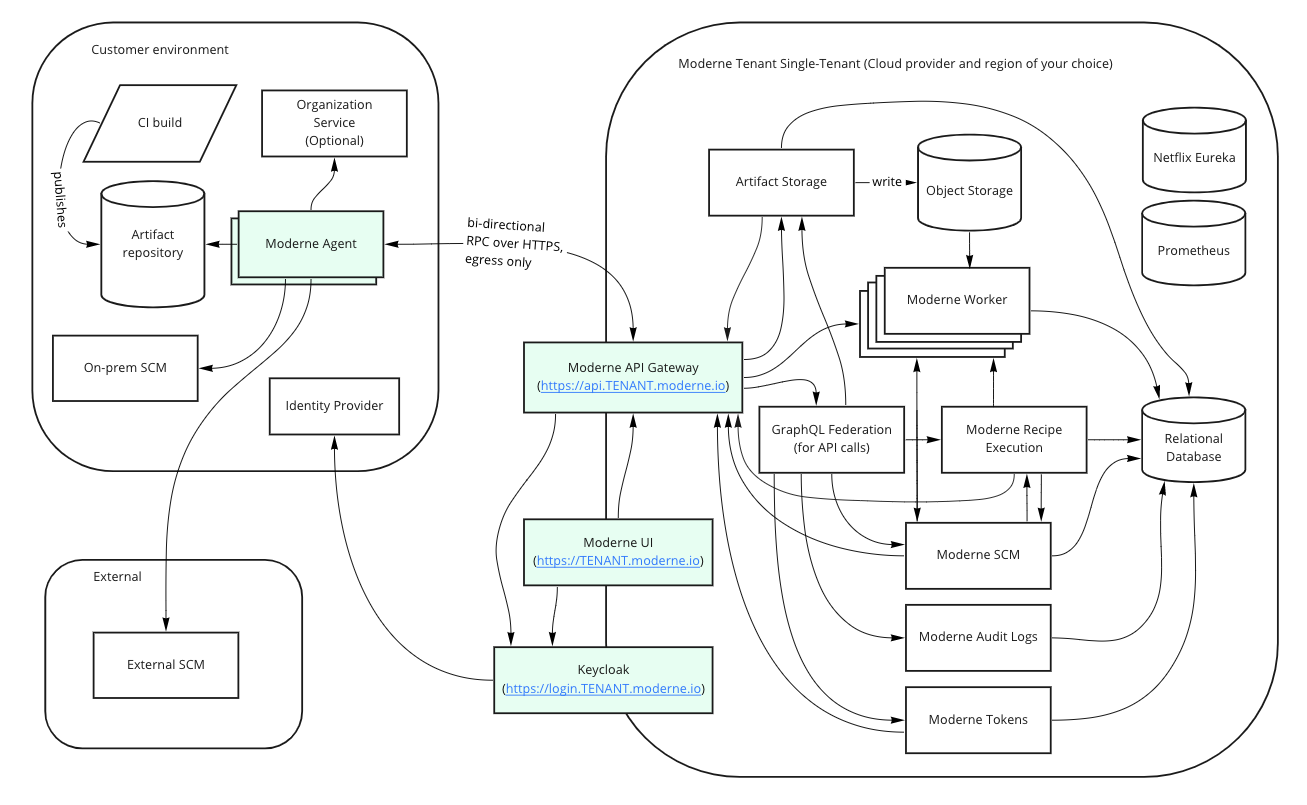 Customer environment
CI build
publishes
Organization
Service
(Optional)
Artifact
repository
Moderne Agent
On-prem SCM
Identity Provider
External
External SCM
bi-directional
RPC over HTTPS,
egress only
Moderne Tenant Single-Tenant (Cloud provider and region of your choice)
Artifact Storage
write
Object Storage
Netflix Eureka
Prometheus
Moderne Worker
Moderne API Gateway
(https://api.TENANT.moderne.io)
GraphQL Federation
(for API calls)
Moderne Recipe
Execution
Relational
Database
Moderne UI
(https://TENANT.moderne.io)
Moderne SCM
Moderne Audit Logs
Keycloak
(https://login.TENANT.moderne.io)
Moderne Tokens